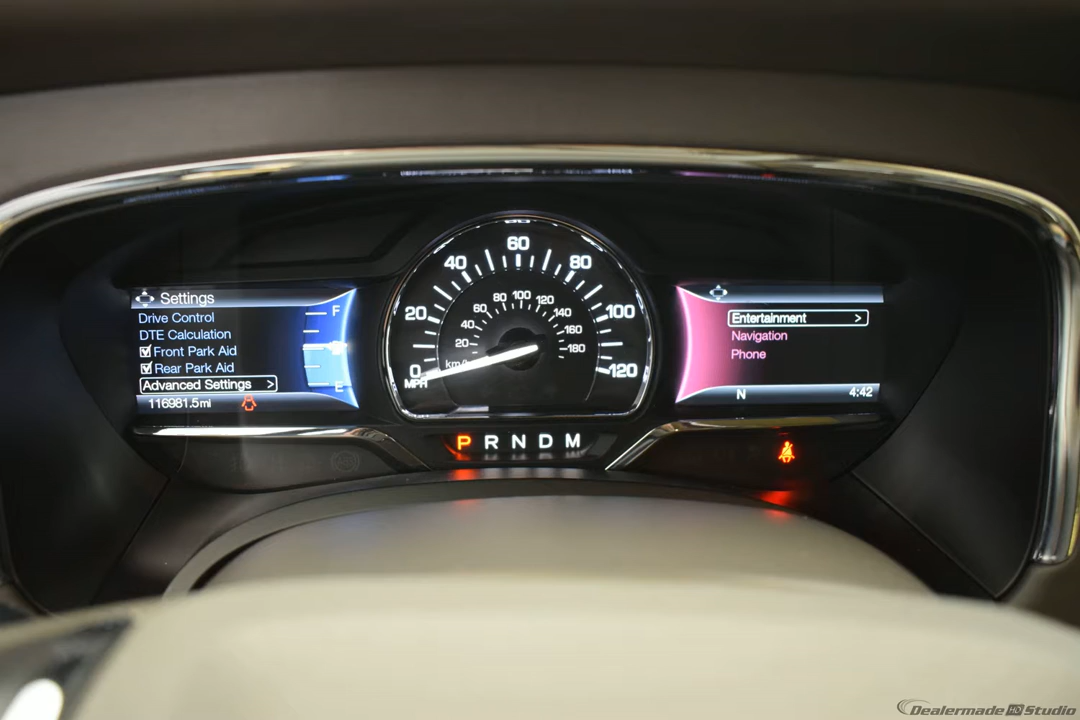 Settings
Drive Control
DTE Calculation
Front Park Aid
Rear Park Aid
Advanced Settings >
116981.5 mi
F
E
0 20 40 60 80 100 120
MPH
20 40 60 80 100 120 140 160 180
km/h
P R N D M
Entertainment >
Navigation
Phone
N 4:42
Dealermade HD Studio